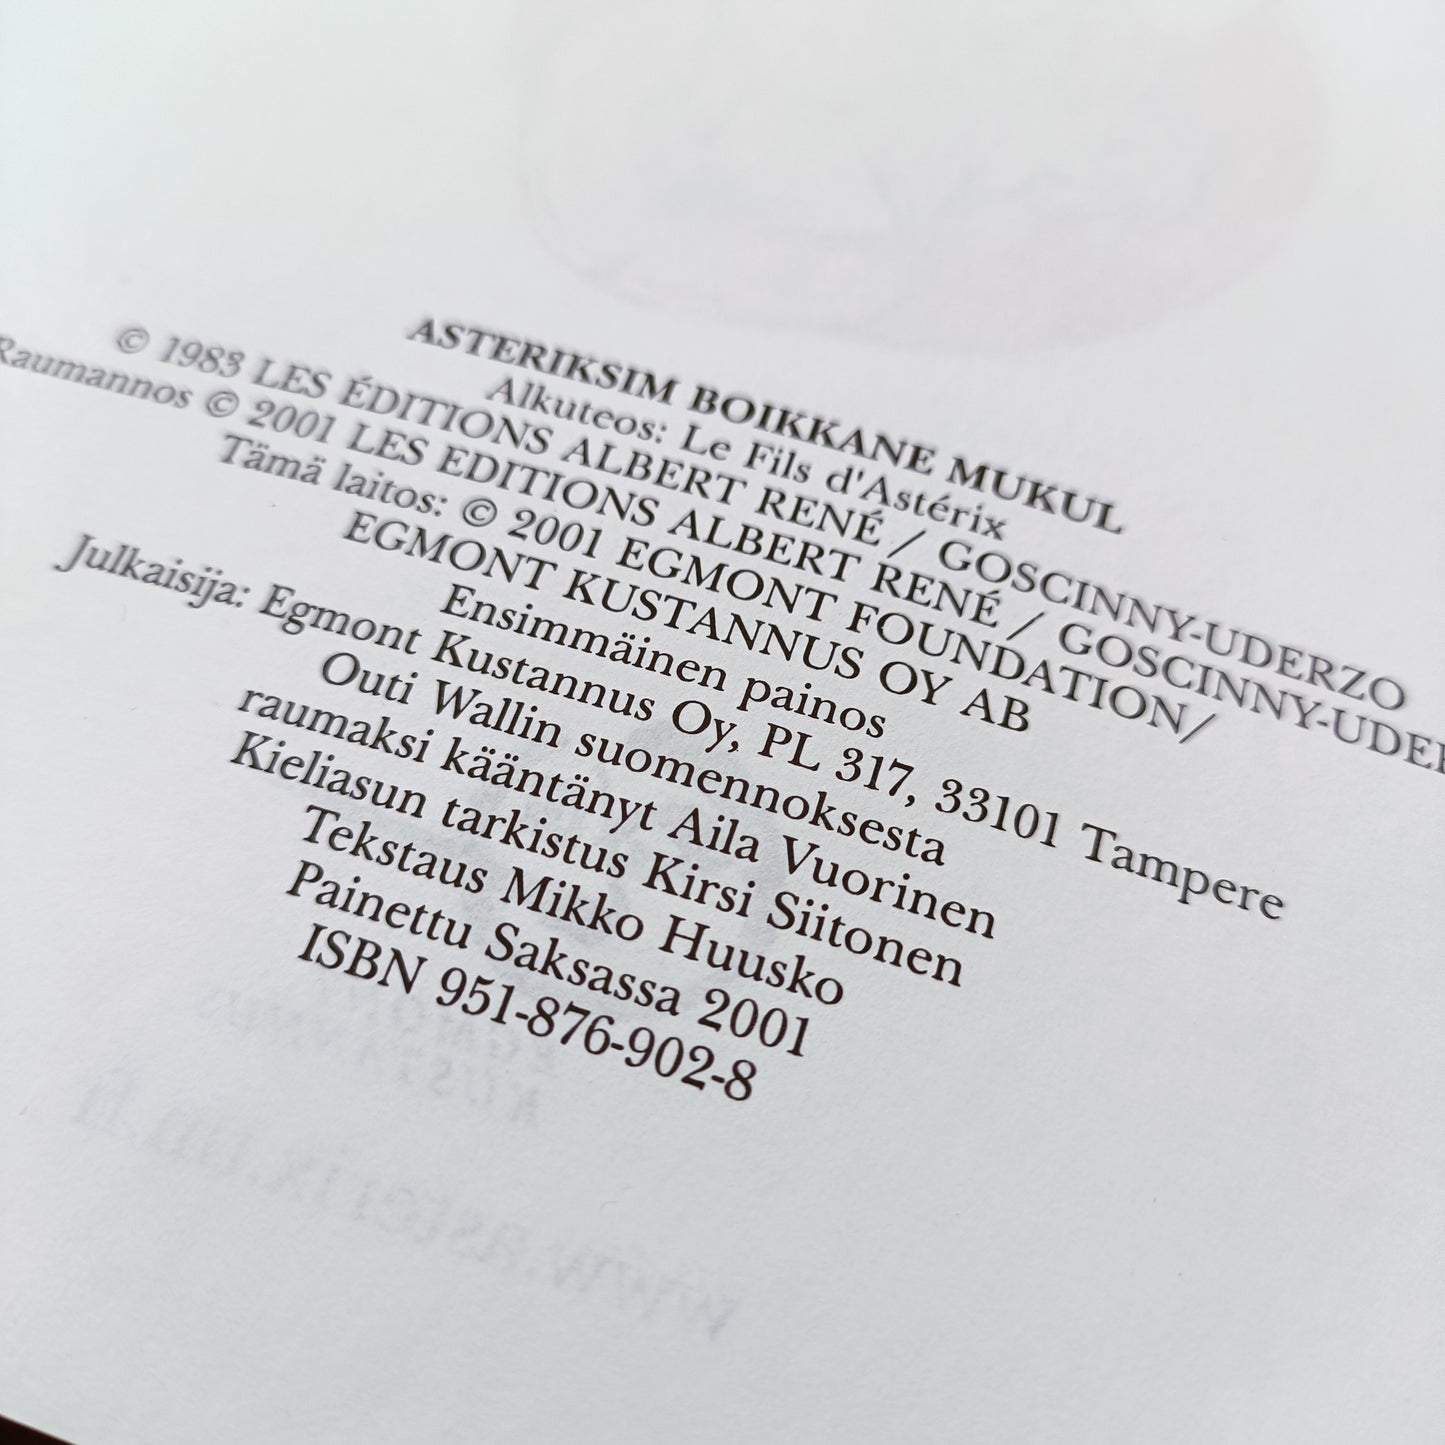 ASTERIKSIM BOIKKANE MUKUL
Alkuteos: Le Fils d'Astérix
© 1983 LES ÉDITIONS ALBERT RENÉ / GOSCINNY-UDERZO
Raumannos © 2001 LES EDITIONS ALBERT RENÉ / GOSCINNY-UDER
Tämä laitos: © 2001 EGMONT FOUNDATION/
EGMONT KUSTANNUS OY AB
Ensimmäinen painos
Julkaisija: Egmont Kustannus Oy, PL 317, 33101 Tampere
Outi Wallin suomennoksesta
raumaksi kääntänyt Aila Vuorinen
Kieliasun tarkistus Kirsi Siitonen
Tekstaus Mikko Huusko
Painettu Saksassa 2001
ISBN 951-876-902-8
EGMONT
KUSTANNUS